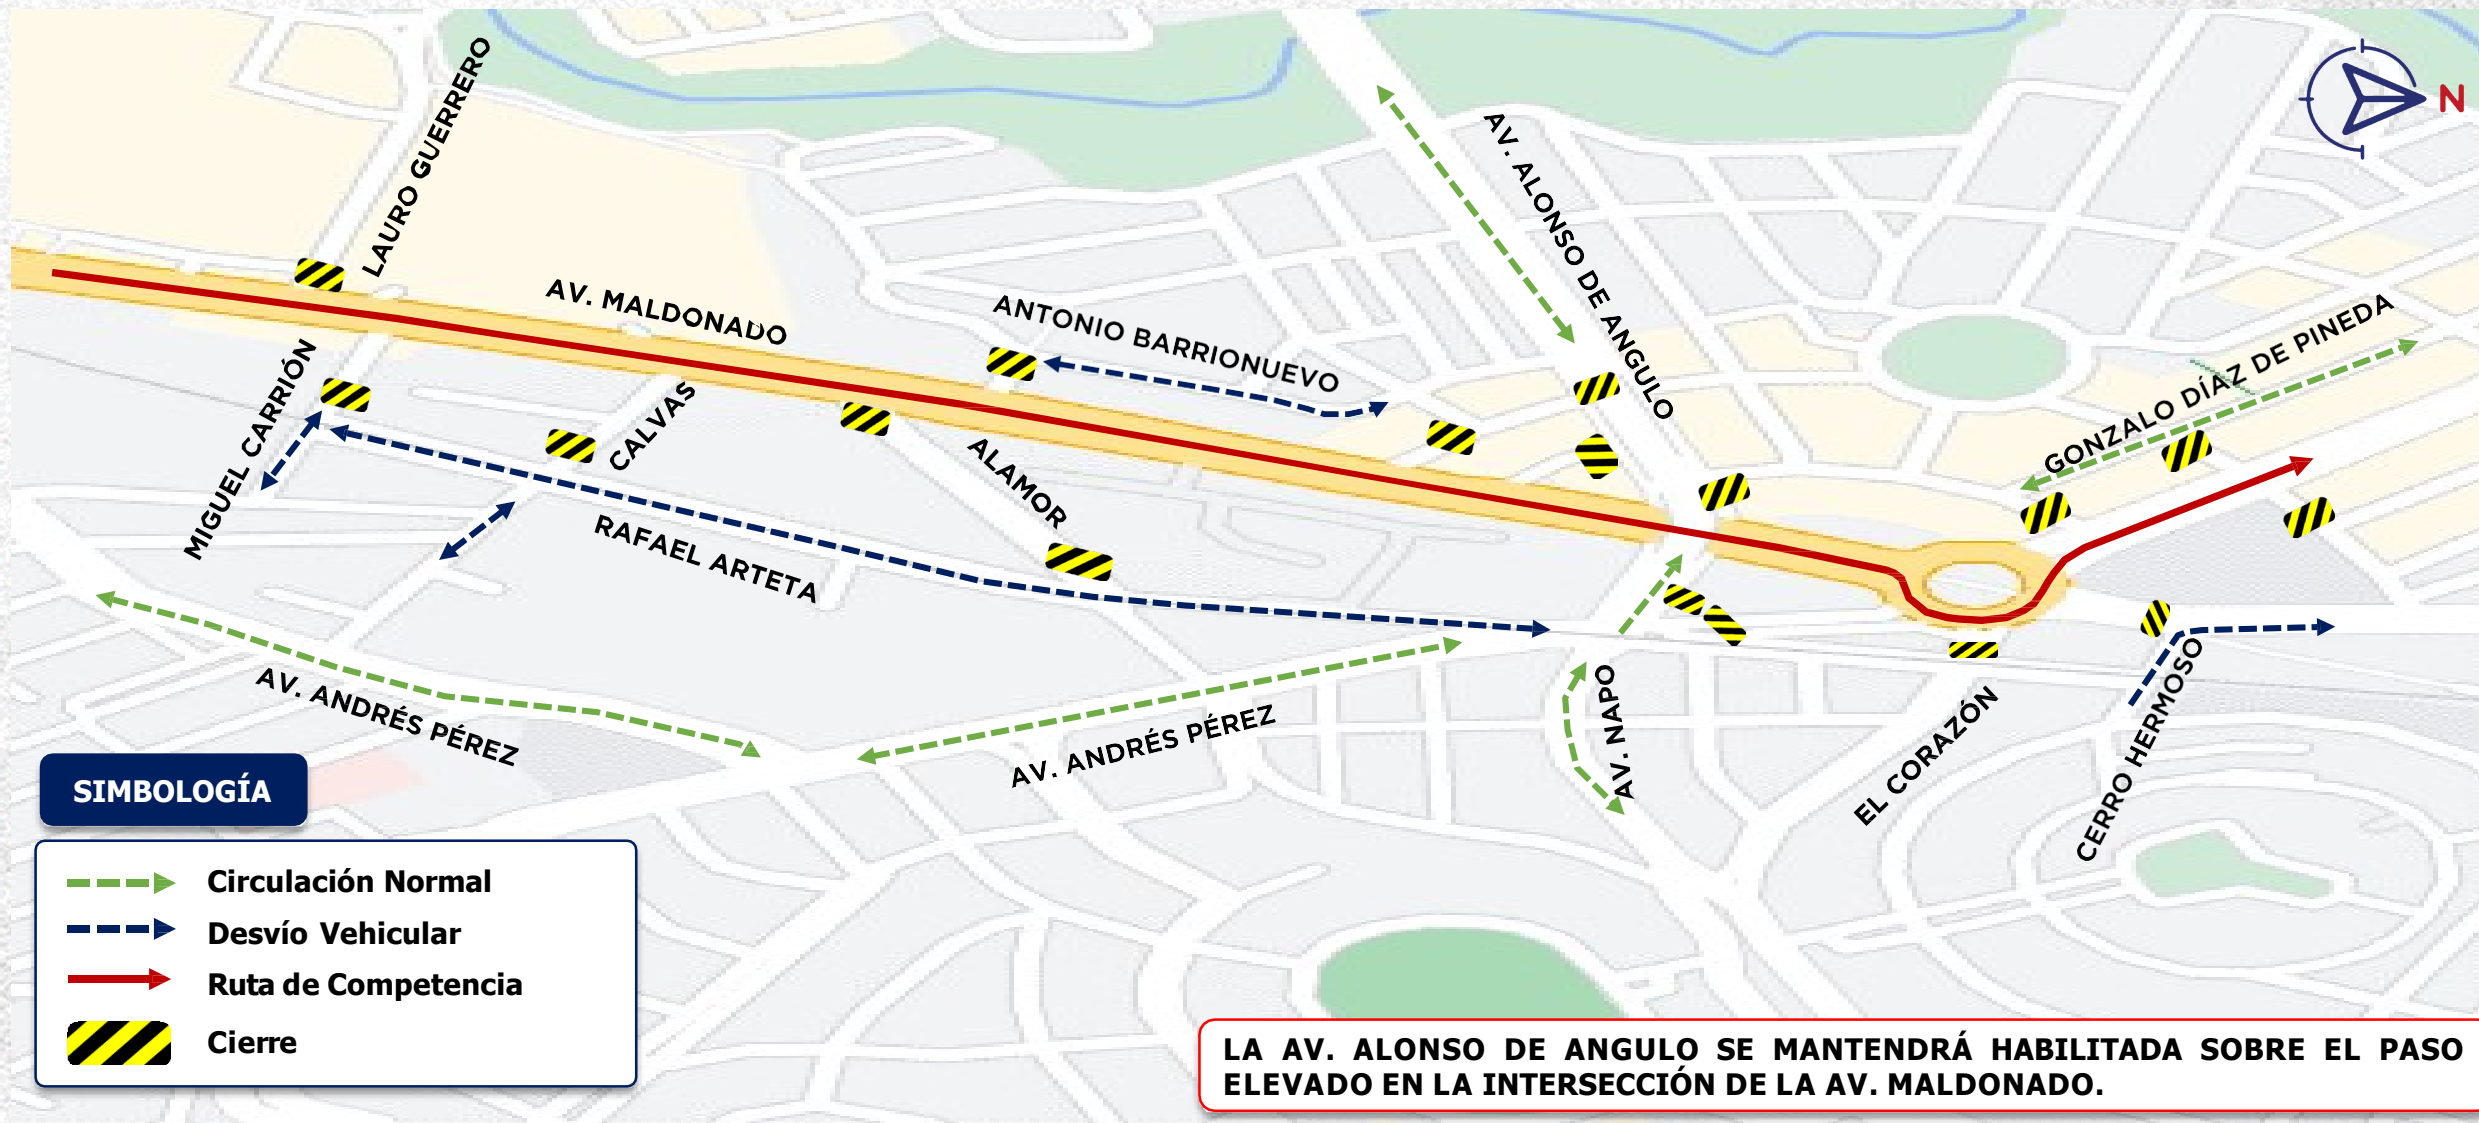 LAURO GUERRERO
N
AV. ALONSO DE ANGULO
AV. MALDONADO
ANTONIO BARRIONUEVO
GONZALO DÍAZ DE PINEDA
MIGUEL CARRIÓN
CALVAS
ALAMOR
RAFAEL ARTETA
AV. ANDRÉS PÉREZ
AV. ANDRÉS PÉREZ
AV. NAPO
EL CORAZÓN
CERRO HERMOSO
SIMBOLOGÍA
Circulación Normal
Desvío Vehicular
Ruta de Competencia
Cierre
LA AV. ALONSO DE ANGULO SE MANTENDRÁ HABILITADA SOBRE EL PASO
ELEVADO EN LA INTERSECCIÓN DE LA AV. MALDONADO.